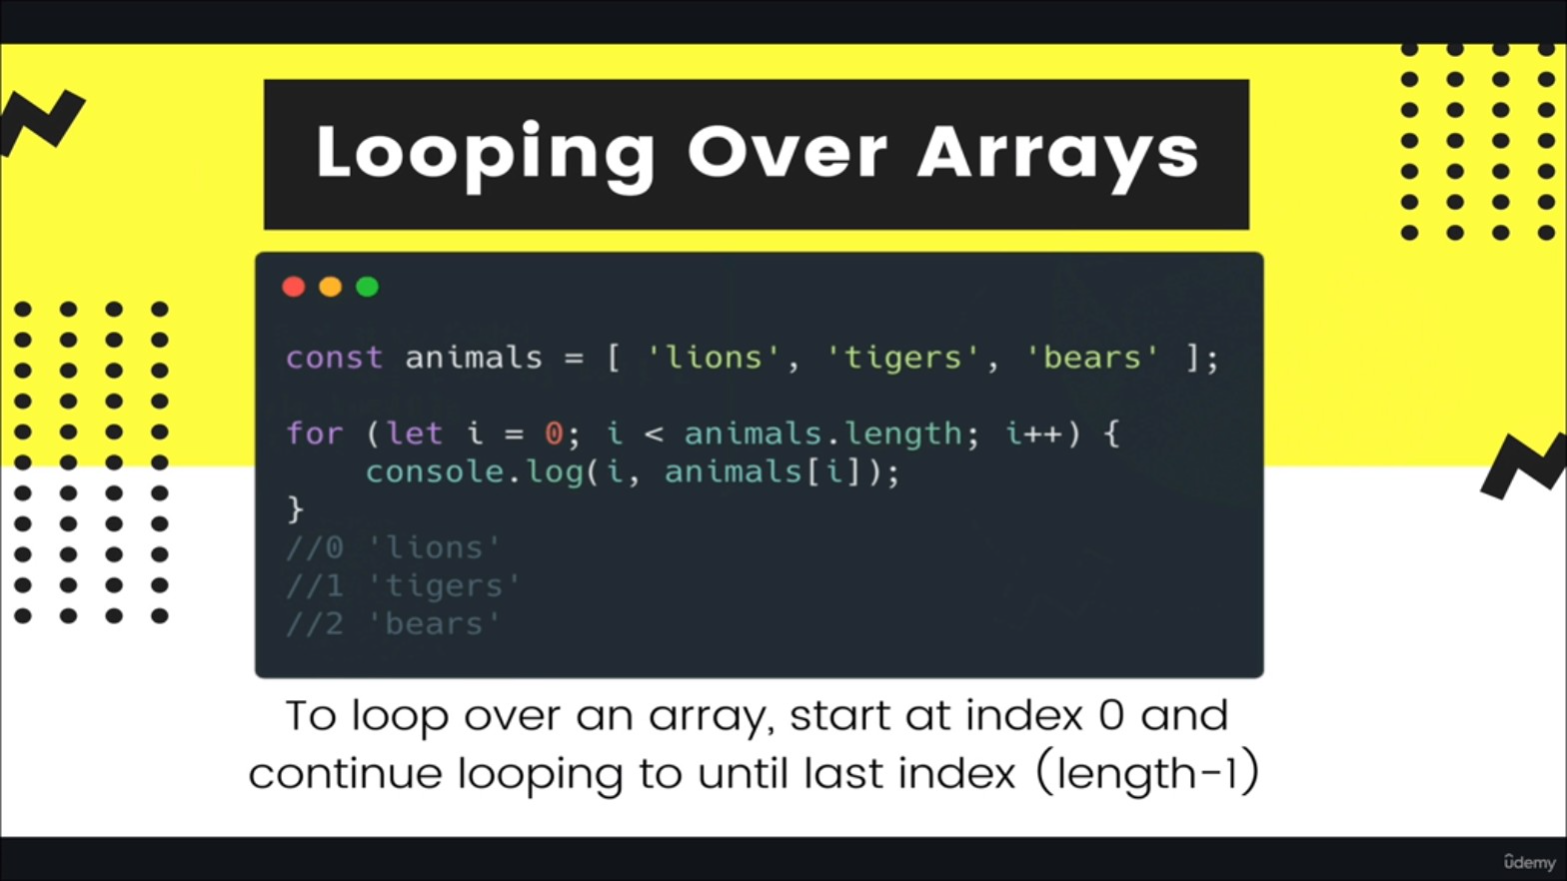 Looping Over Arrays
const animals = [ 'lions', 'tigers', 'bears' ];
for (let i = 0; i < animals.length; i++) {
    console.log(i, animals[i]);
}
//0 'lions'
//1 'tigers'
//2 'bears'
To loop over an array, start at index 0 and
continue looping to until last index (length-1)
ûdemy